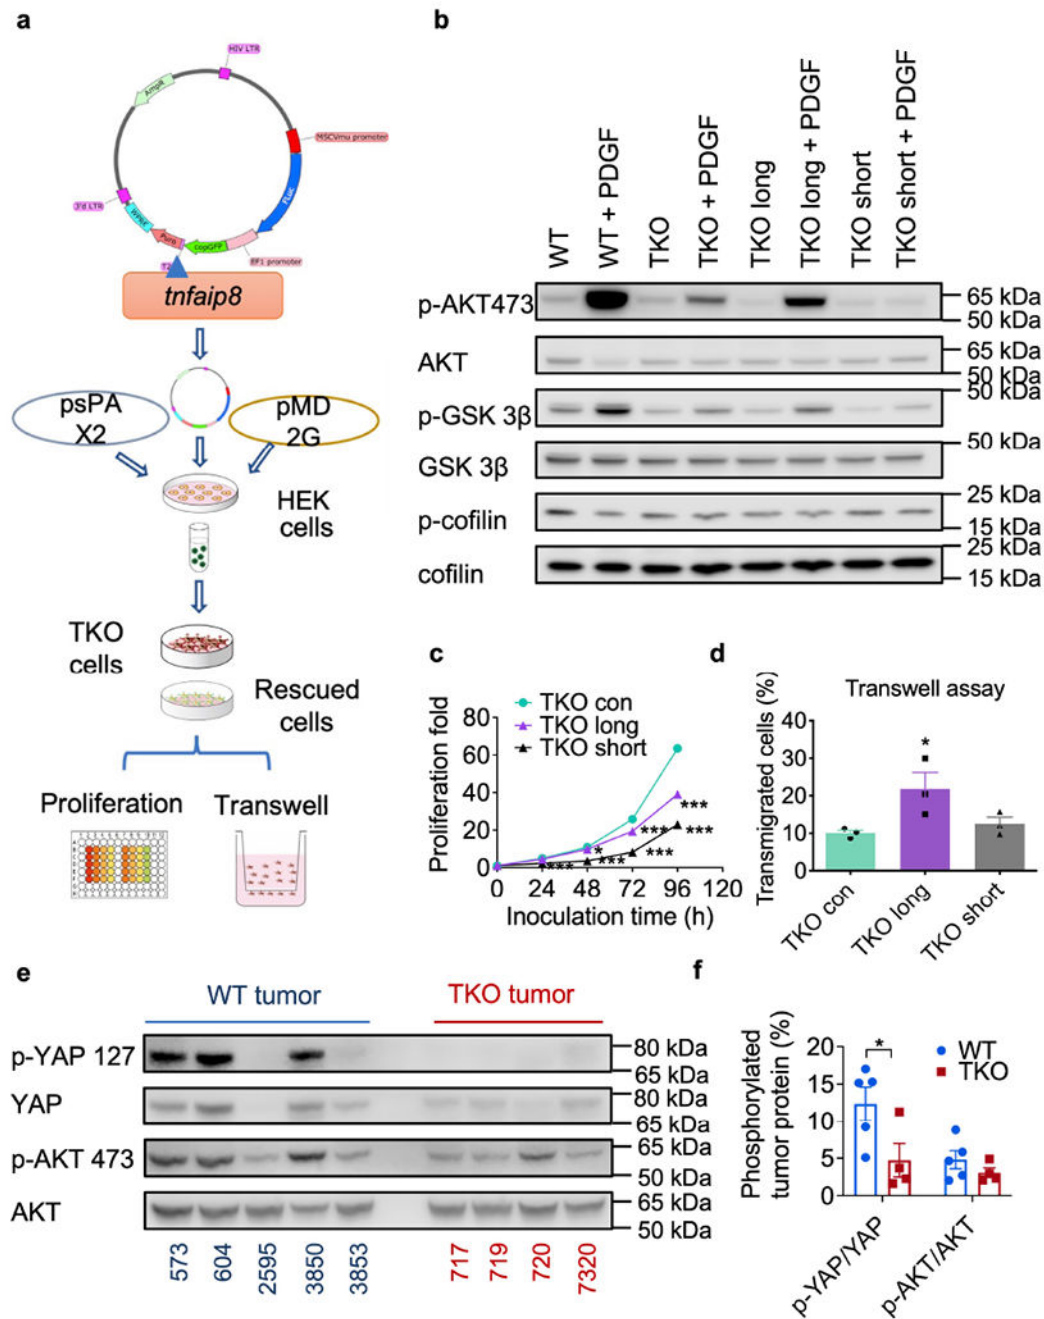 a
HIV LTR
AmpR
MSCVmu promoter
FLuc
3'Δ LTR
WPRE
Puro
copGFP
EF1 promoter
tnfaip8
psPA
X2
pMD
2G
HEK
cells
TKO
cells
Rescued
cells
Proliferation
Transwell
b
WT
WT + PDGF
TKO
TKO + PDGF
TKO long
TKO long + PDGF
TKO short
TKO short + PDGF
p-AKT473
65 kDa
50 kDa
AKT
65 kDa
50 kDa
p-GSK 3β
50 kDa
GSK 3β
50 kDa
p-cofilin
25 kDa
15 kDa
cofilin
25 kDa
15 kDa
c
TKO con
TKO long
TKO short
Proliferation fold
80
60
40
20
0
*** * *** *** *** *** ***
0 24 48 72 96 120
Inoculation time (h)
d
Transwell assay
Transmigrated cells (%)
40
30
20
10
0
*
TKO con
TKO long
TKO short
e
WT tumor
TKO tumor
p-YAP 127
80 kDa
65 kDa
YAP
80 kDa
65 kDa
p-AKT 473
65 kDa
50 kDa
AKT
65 kDa
50 kDa
573
604
2595
3850
3853
717
719
720
7320
f
Phosphorylated
tumor protein (%)
20
15
10
5
0
*
WT
TKO
p-YAP/YAP
p-AKT/AKT